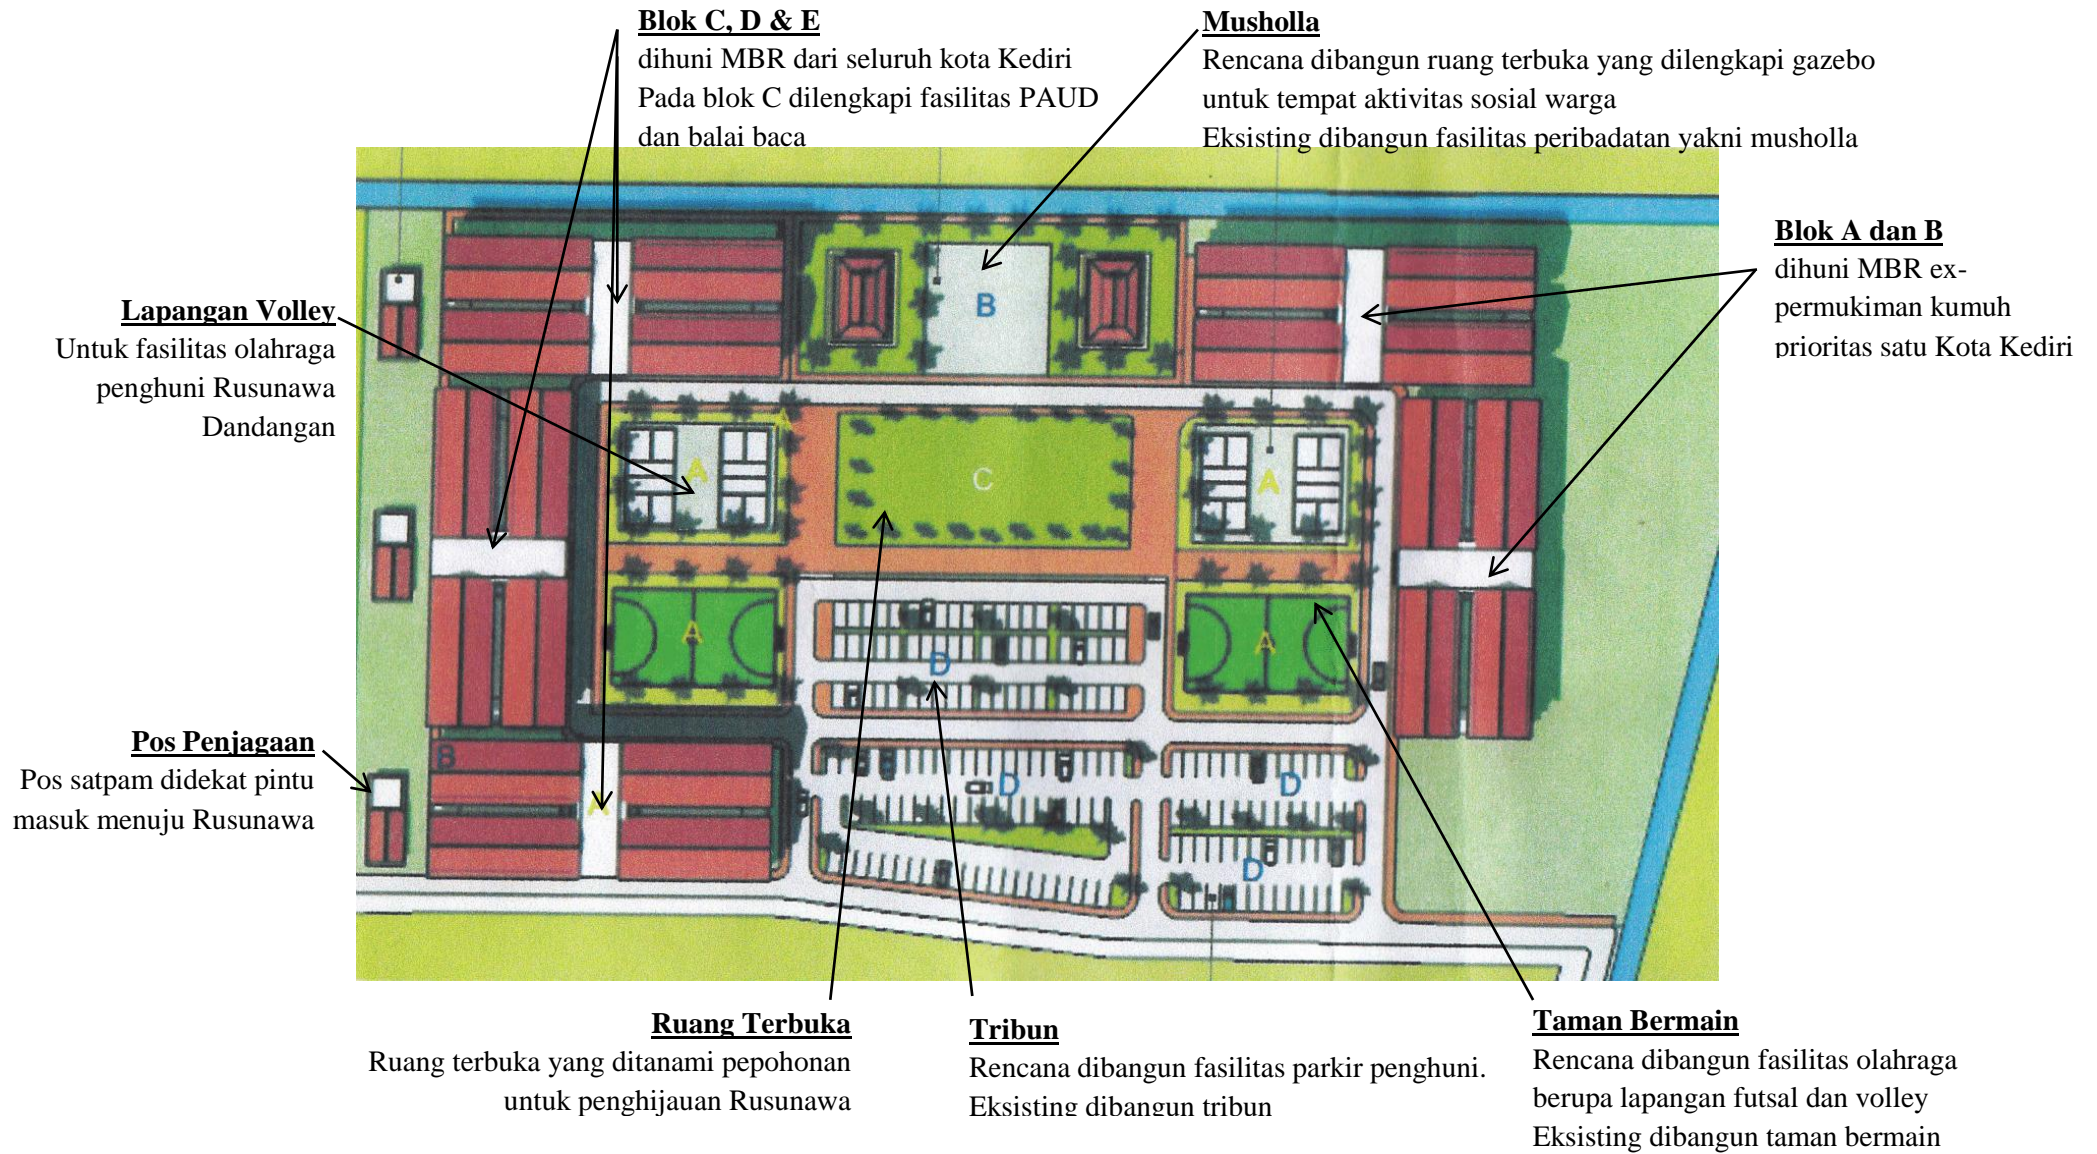 Blok C, D & E
dihuni MBR dari seluruh kota Kediri
Pada blok C dilengkapi fasilitas PAUD
dan balai baca
Musholla
Rencana dibangun ruang terbuka yang dilengkapi gazebo
untuk tempat aktivitas sosial warga
Eksisting dibangun fasilitas peribadatan yakni musholla
Blok A dan B
dihuni MBR ex-
permukiman kumuh
prioritas satu Kota Kediri
Lapangan Volley
Untuk fasilitas olahraga
penghuni Rusunawa
Dandangan
Pos Penjagaan
Pos satpam didekat pintu
masuk menuju Rusunawa
B
A
A
C
A
A
A
D
B
A
D
D
D
Ruang Terbuka
Ruang terbuka yang ditanami pepohonan
untuk penghijauan Rusunawa
Tribun
Rencana dibangun fasilitas parkir penghuni.
Eksisting dibangun tribun
Taman Bermain
Rencana dibangun fasilitas olahraga
berupa lapangan futsal dan volley
Eksisting dibangun taman bermain